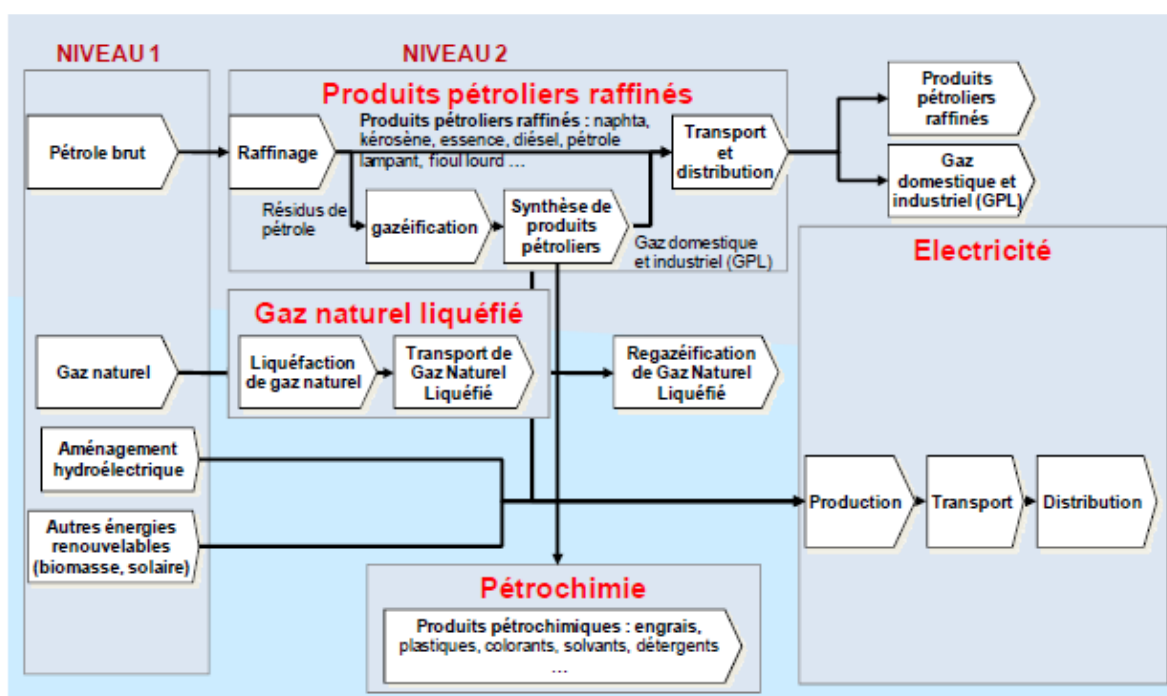 NIVEAU 1
NIVEAU 2
Produits pétroliers raffinés
Pétrole brut
Raffinage
Produits pétroliers raffinés : naphta,
kérosène, essence, diésel, pétrole
lampant, fioul lourd ...
Transport
et
distribution
Produits
pétroliers
raffinés
Gaz
domestique et
industriel (GPL)
Résidus de
pétrole
gazéification
Synthèse de
produits
pétroliers
Gaz domestique
et industriel (GPL)
Electricité
Gaz naturel liquéfié
Gaz naturel
Liquéfaction
de gaz naturel
Transport de
Gaz Naturel
Liquéfié
Regazéification
de Gaz Naturel
Liquéfié
Aménagement
hydroélectrique
Autres énergies
renouvelables
(biomasse, solaire)
Production
Transport
Distribution
Pétrochimie
Produits pétrochimiques : engrais,
plastiques, colorants, solvants, détergents
...